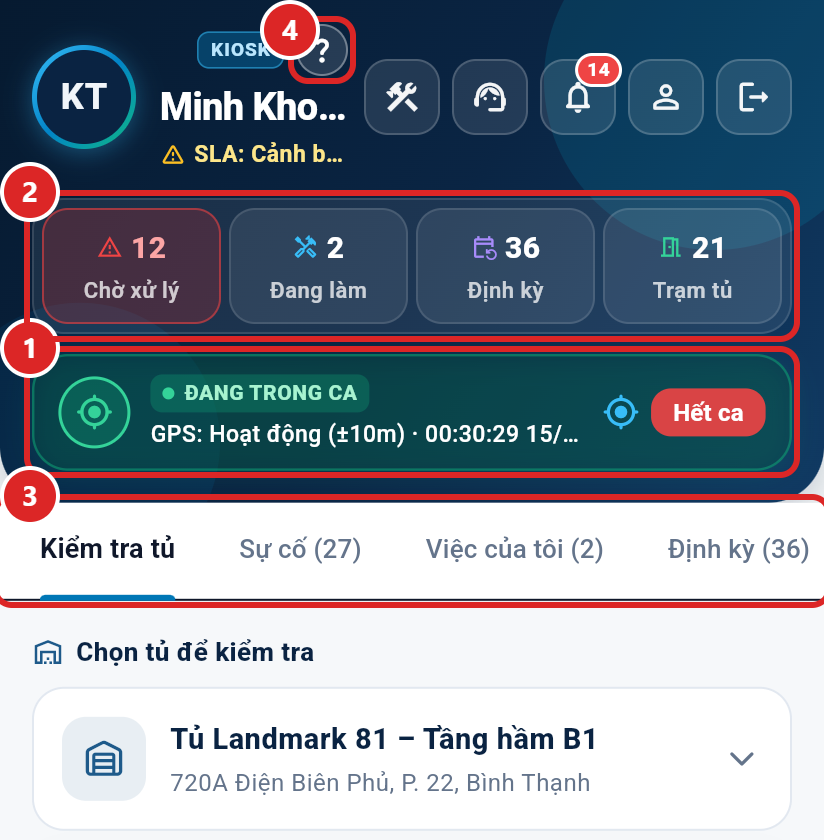 4
KIOSK
?
KT
Minh Kho...
14
SLA: Cảnh b...
2
12
Chờ xử lý
2
Đang làm
36
Định kỳ
21
Trạm tủ
1
ĐANG TRONG CA
GPS: Hoạt động (±10m) · 00:30:29 15/...
Hết ca
3
Kiểm tra tủ
Sự cố (27)
Việc của tôi (2)
Định kỳ (36)
Chọn tủ để kiểm tra
Tủ Landmark 81 – Tầng hầm B1
720A Điện Biên Phủ, P. 22, Bình Thạnh